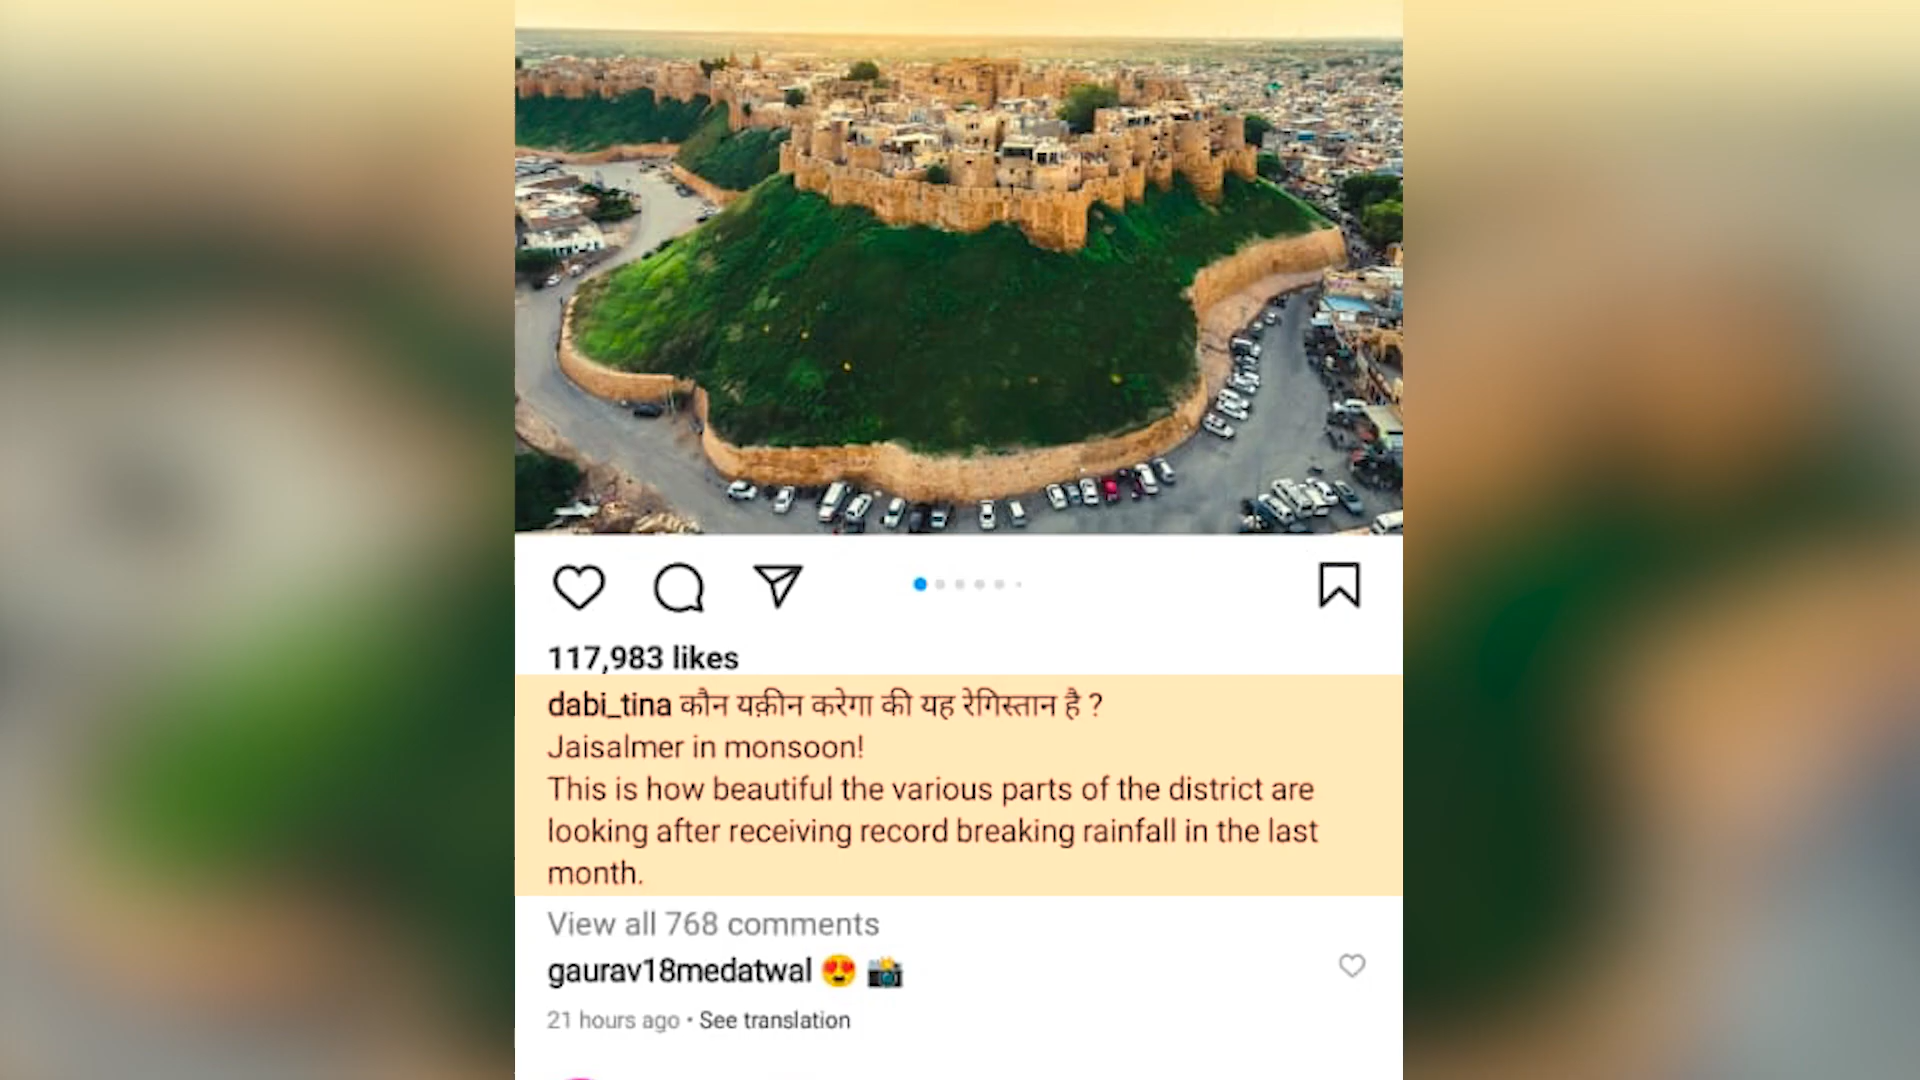 117,983 likes
dabi_tina कौन यक़ीन करेगा की यह रेगिस्तान है ?
Jaisalmer in monsoon!
This is how beautiful the various parts of the district are
looking after receiving record breaking rainfall in the last
month.
View all 768 comments
gaurav18medatwal 😍 📸
21 hours ago • See translation